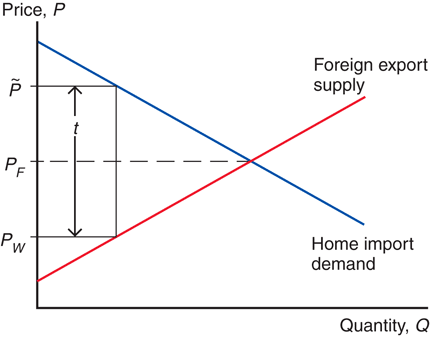 Price, P
Foreign export
supply
P̃
t
P_F
P_W
Home import
demand
Quantity, Q